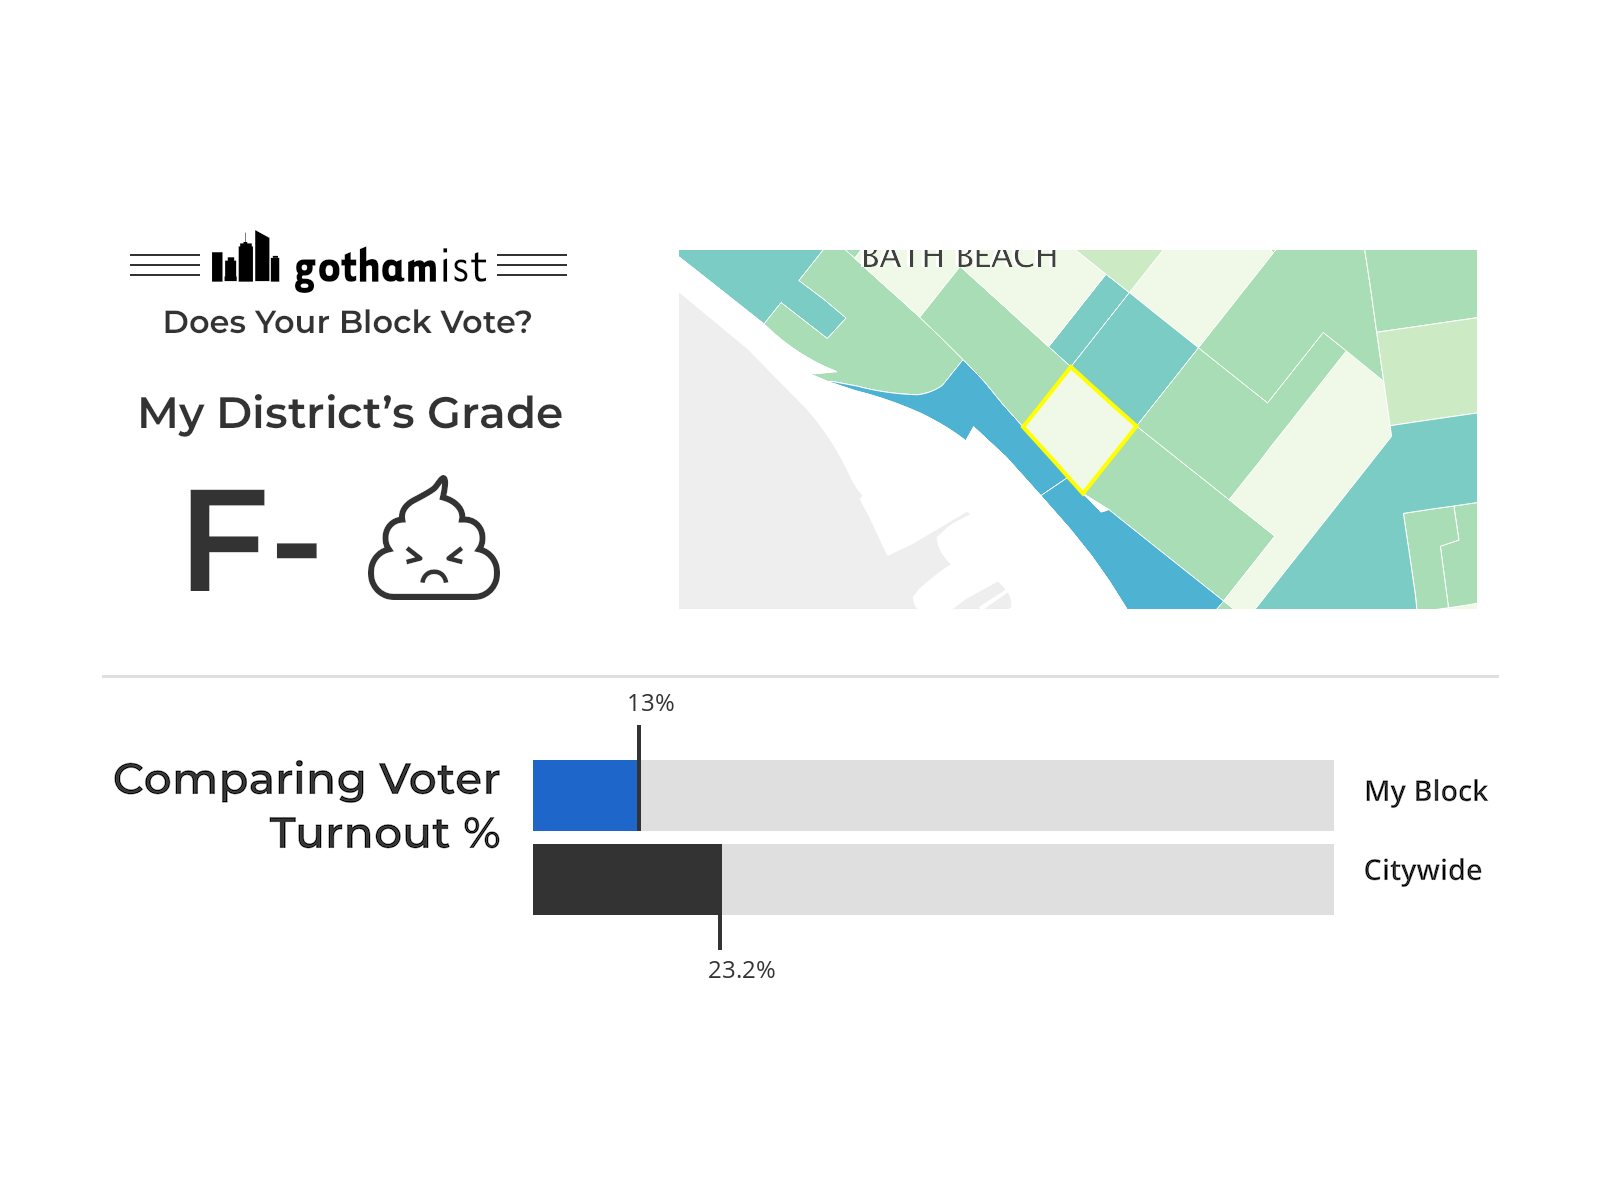 gothamist
Does Your Block Vote?
My District’s Grade
F-
BATH BEACH
13%
Comparing Voter
Turnout %
My Block
Citywide
23.2%